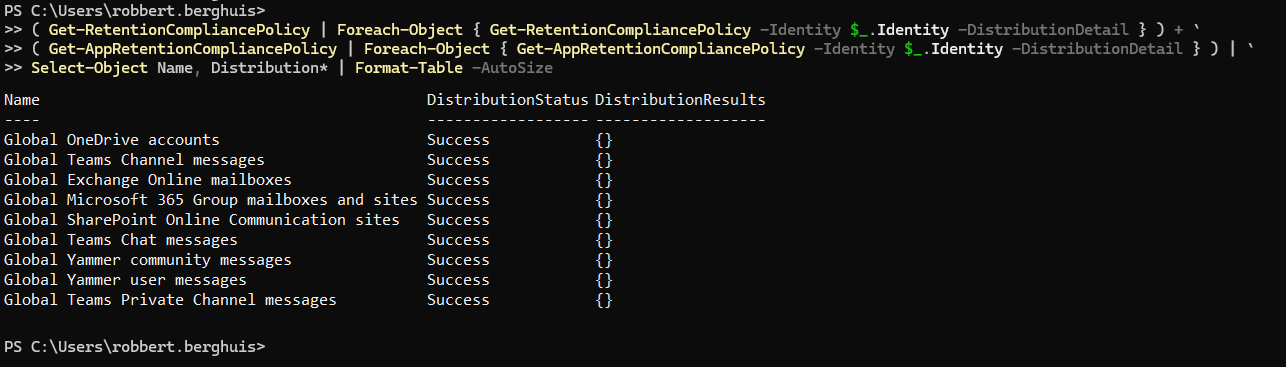 PS C:\Users\robbert.berghuis>
>> ( Get-RetentionCompliancePolicy | Foreach-Object { Get-RetentionCompliancePolicy -Identity $_.Identity -DistributionDetail } ) + `
>> ( Get-AppRetentionCompliancePolicy | Foreach-Object { Get-AppRetentionCompliancePolicy -Identity $_.Identity -DistributionDetail } ) | `
>> Select-Object Name, Distribution* | Format-Table -AutoSize
Name DistributionStatus DistributionResults
---- ------------------ -------------------
Global OneDrive accounts Success {}
Global Teams Channel messages Success {}
Global Exchange Online mailboxes Success {}
Global Microsoft 365 Group mailboxes and sites Success {}
Global SharePoint Online Communication sites Success {}
Global Teams Chat messages Success {}
Global Yammer community messages Success {}
Global Yammer user messages Success {}
Global Teams Private Channel messages Success {}
PS C:\Users\robbert.berghuis>